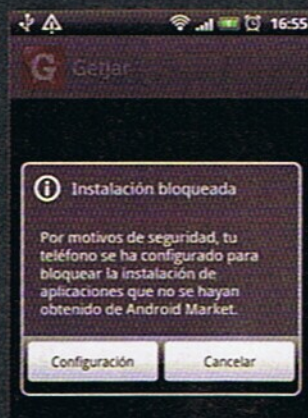 16:55
G GetJar
Instalación bloqueada
Por motivos de seguridad, tu
teléfono se ha configurado para
bloquear la instalación de
aplicaciones que no se hayan
obtenido de Android Market.
Configuración
Cancelar